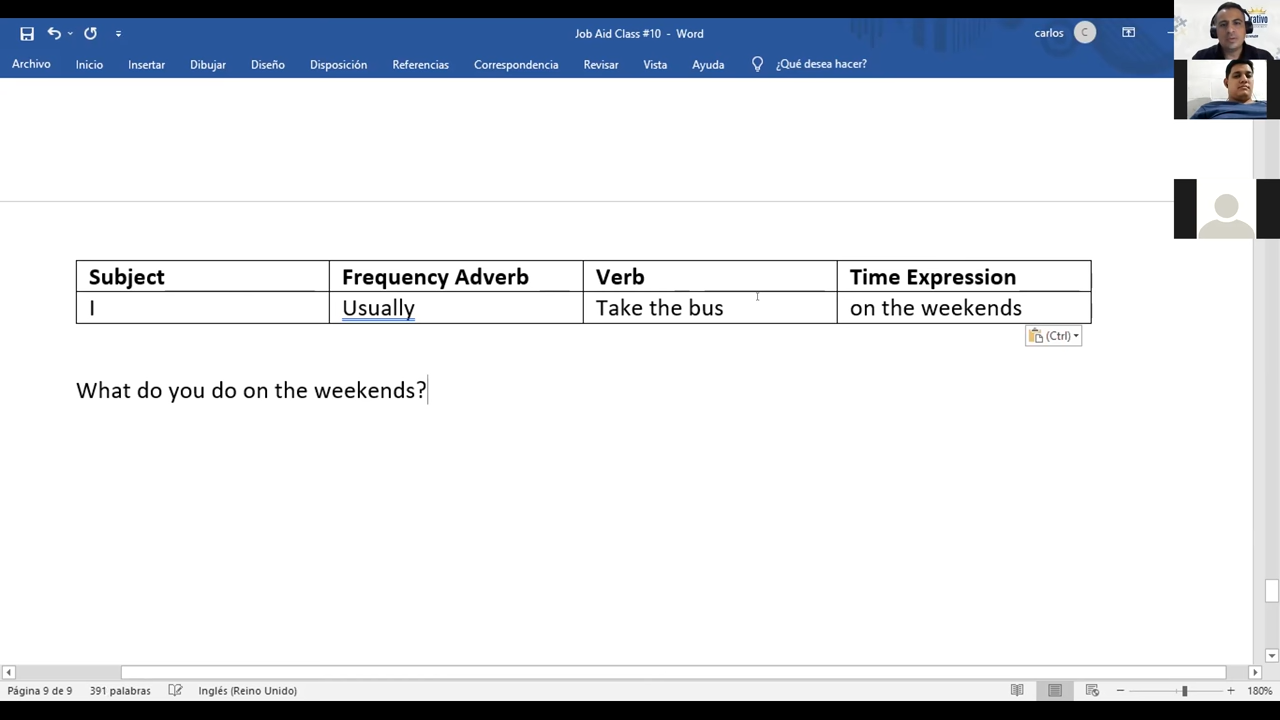 Job Aid Class #10 - Word
carlos
C
Archivo Inicio Insertar Dibujar Diseño Disposición Referencias Correspondencia Revisar Vista Ayuda ¿Qué desea hacer?
Subject Frequency Adverb Verb Time Expression
I Usually Take the bus on the weekends
(Ctrl)
What do you do on the weekends?
Página 9 de 9 391 palabras Inglés (Reino Unido) 180%